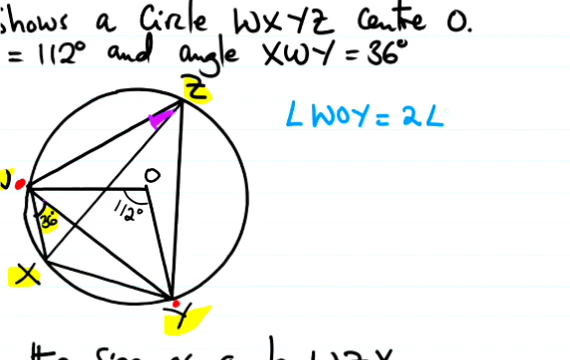 shows a Circle WXYZ Centre O.
= 112° and angle XWY = 36°
Z
∠WOY = 2∠
O
112°
36°
X
Y